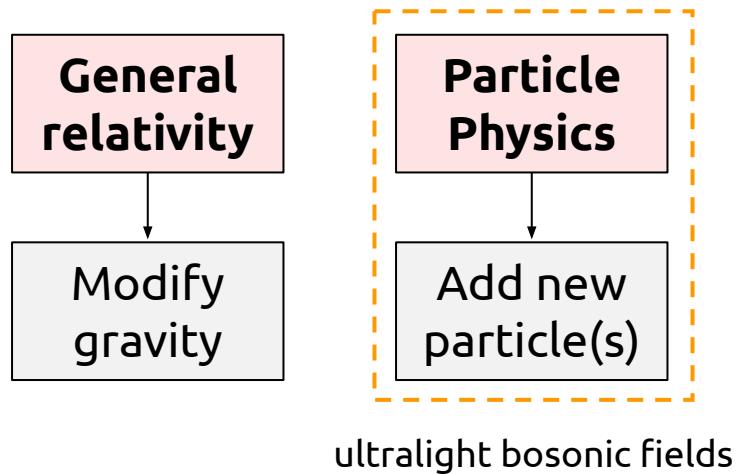 General
relativity
Modify
gravity
Particle
Physics
Add new
particle(s)
ultralight bosonic fields